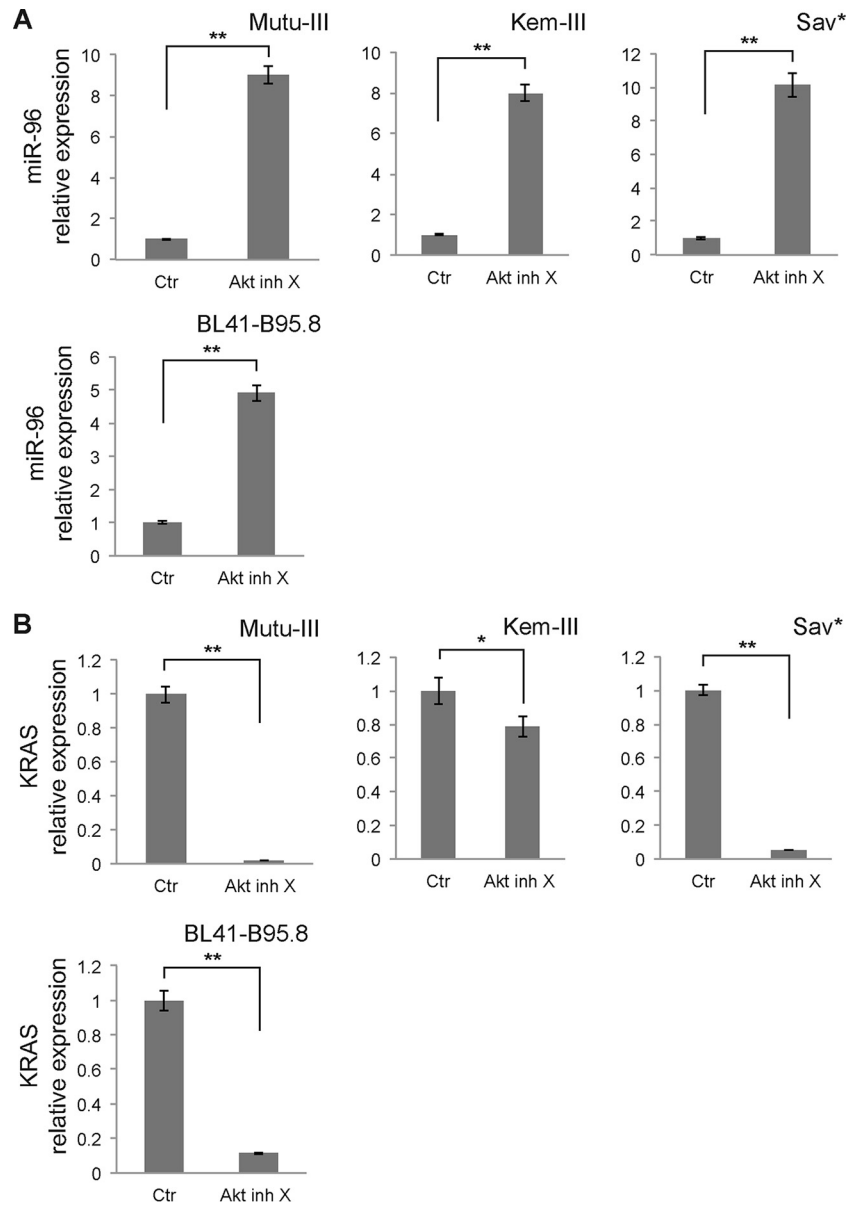 A
Mutu-III
Kem-III
Sav*
miR-96
relative expression
**
10
8
6
4
2
0
Ctr
Akt inh X
**
10
8
6
4
2
0
Ctr
Akt inh X
**
12
10
8
6
4
2
0
Ctr
Akt inh X
BL41-B95.8
miR-96
relative expression
**
6
5
4
3
2
1
0
Ctr
Akt inh X
B
Mutu-III
Kem-III
Sav*
KRAS
relative expression
**
1.2
1
0.8
0.6
0.4
0.2
0
Ctr
Akt inh X
*
1.2
1
0.8
0.6
0.4
0.2
0
Ctr
Akt inh X
**
1.2
1
0.8
0.6
0.4
0.2
0
Ctr
Akt inh X
BL41-B95.8
KRAS
relative expression
**
1.2
1
0.8
0.6
0.4
0.2
0
Ctr
Akt inh X